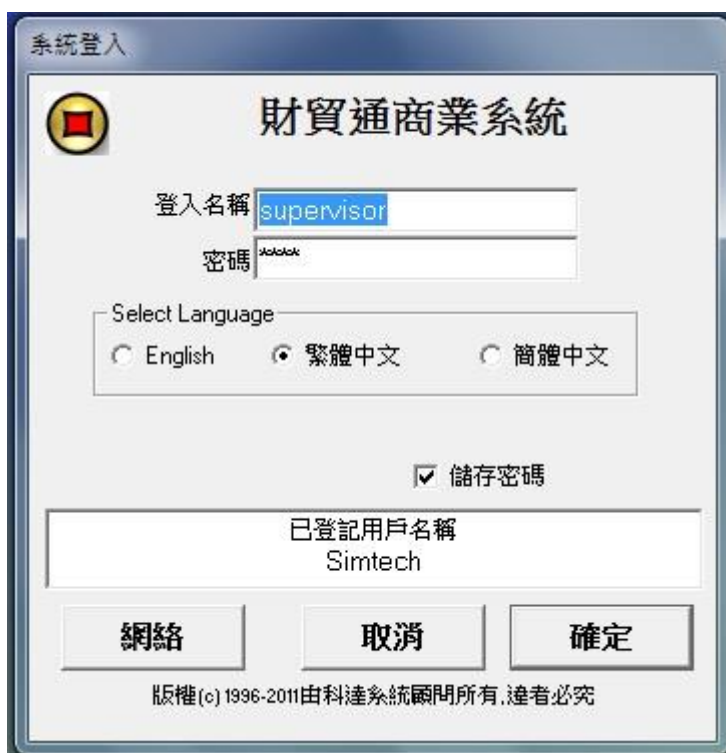 系統登入
財貿通商業系統
登入名稱 supervisor
密碼 ****
Select Language
English 繁體中文 簡體中文
儲存密碼
已登記用戶名稱
Simtech
網絡 取消 確定
版權(c) 1996-2011由科達系統顧問所有,違者必究